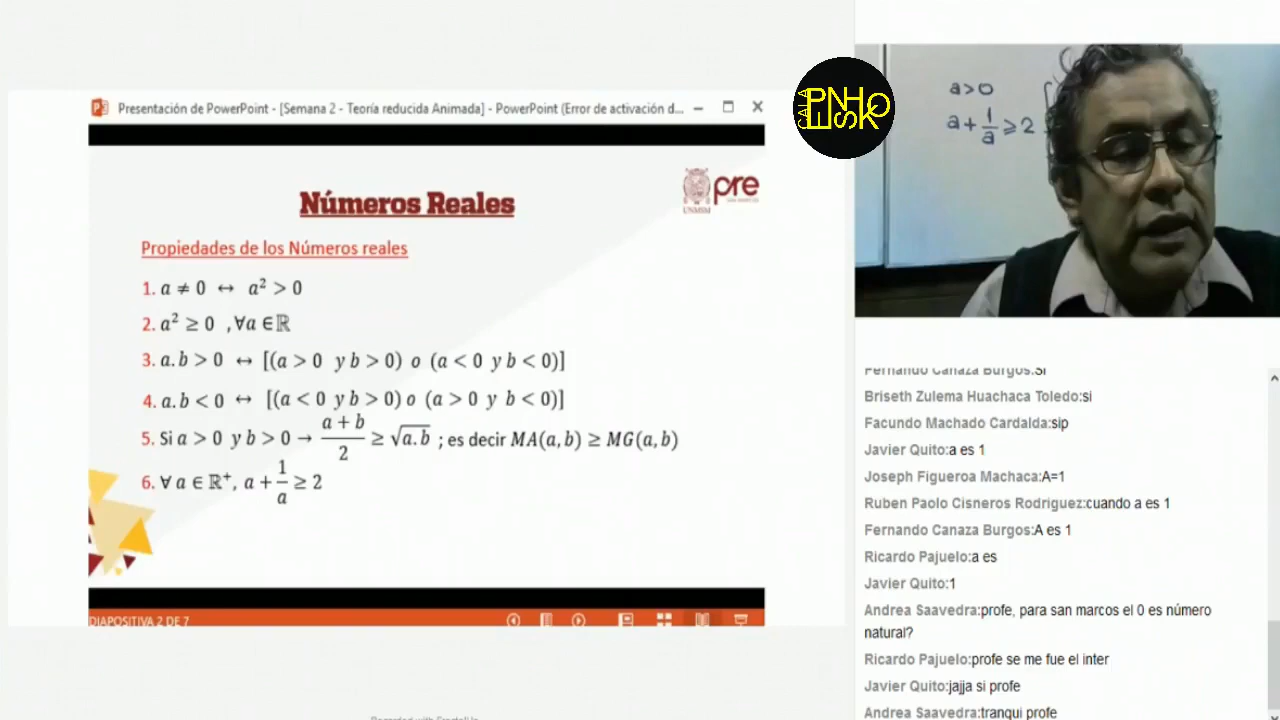 Presentación de PowerPoint - [Semana 2 - Teoría reducida Animada] - PowerPoint (Error de activación d...
Números Reales
UNMSM
pre
Propiedades de los Números reales
1. a ≠ 0 ↔ a² > 0
2. a² ≥ 0 , ∀a ∈ ℝ
3. a.b > 0 ↔ [(a > 0 y b > 0) o (a < 0 y b < 0)]
4. a.b < 0 ↔ [(a < 0 y b > 0) o (a > 0 y b < 0)]
5. Si a > 0 y b > 0 → (a + b)/2 ≥ √a.b ; es decir MA(a, b) ≥ MG(a, b)
6. ∀ a ∈ ℝ⁺, a + 1/a ≥ 2
DIAPOSITIVA 2 DE 7
a>0
a + 1/a ≥ 2
Fernando Canaza Burgos:Si
Briseth Zulema Huachaca Toledo:si
Facundo Machado Cardalda:sip
Javier Quito:a es 1
Joseph Figueroa Machaca:A=1
Ruben Paolo Cisneros Rodriguez:cuando a es 1
Fernando Canaza Burgos:A es 1
Ricardo Pajuelo:a es
Javier Quito:1
Andrea Saavedra:profe, para san marcos el 0 es número
natural?
Ricardo Pajuelo:profe se me fue el inter
Javier Quito:jajja si profe
Andrea Saavedra:tranqui profe